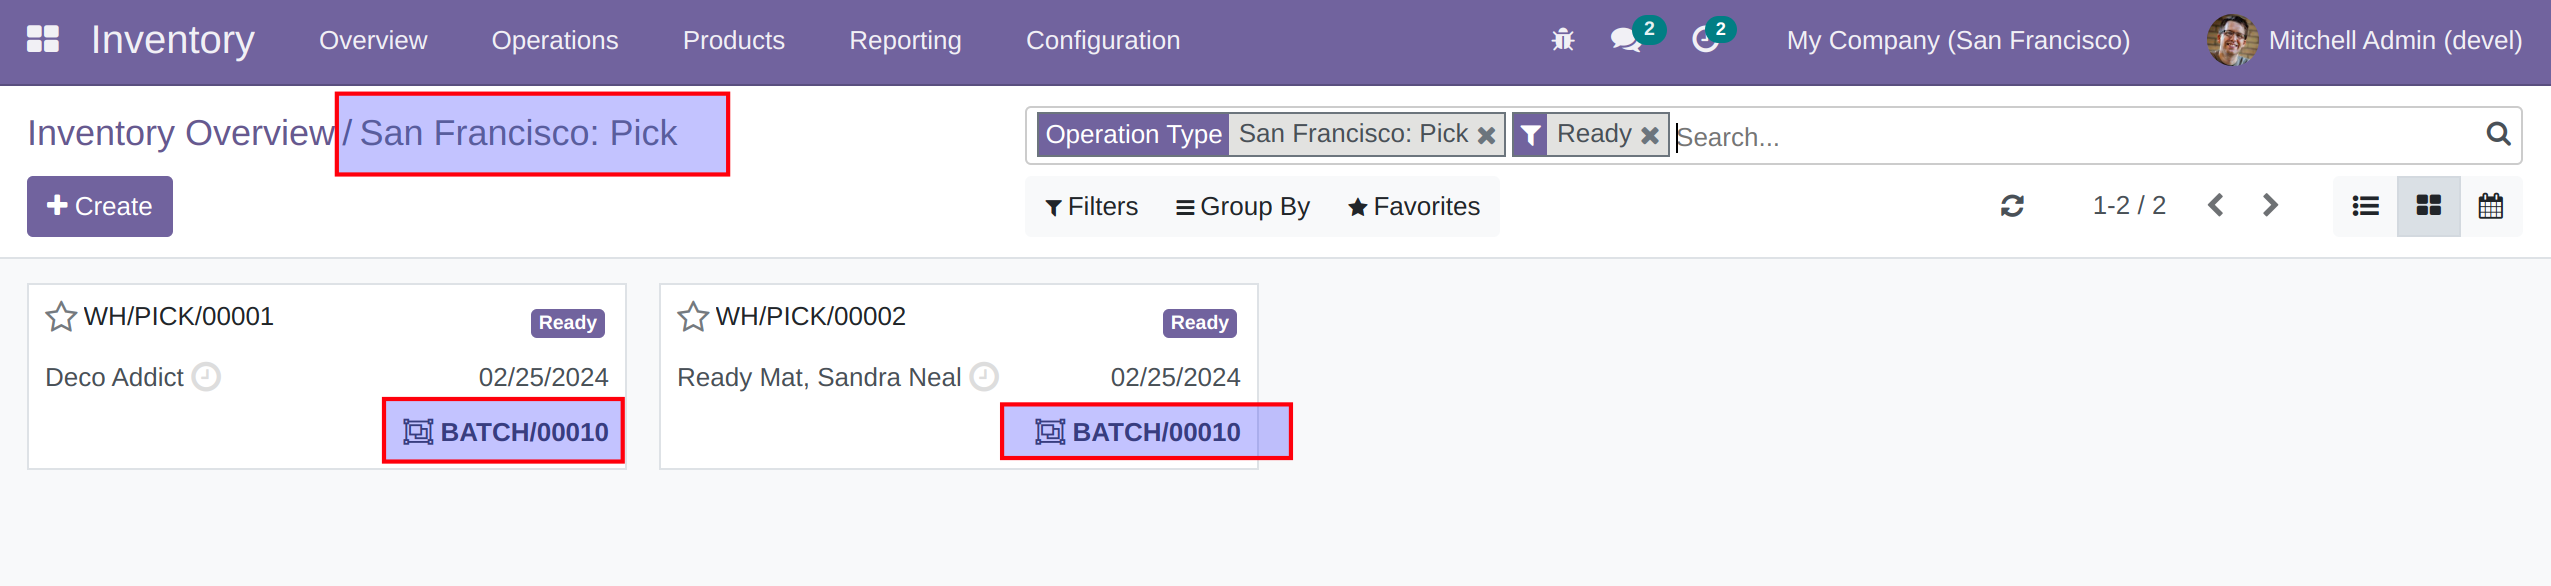 Inventory Overview Operations Products Reporting Configuration 2 2 My Company (San Francisco) Mitchell Admin (devel)
Inventory Overview / San Francisco: Pick
Operation Type San Francisco: Pick Ready Search...
Create Filters Group By Favorites 1-2 / 2
WH/PICK/00001 Ready
Deco Addict 02/25/2024
BATCH/00010
WH/PICK/00002 Ready
Ready Mat, Sandra Neal 02/25/2024
BATCH/00010